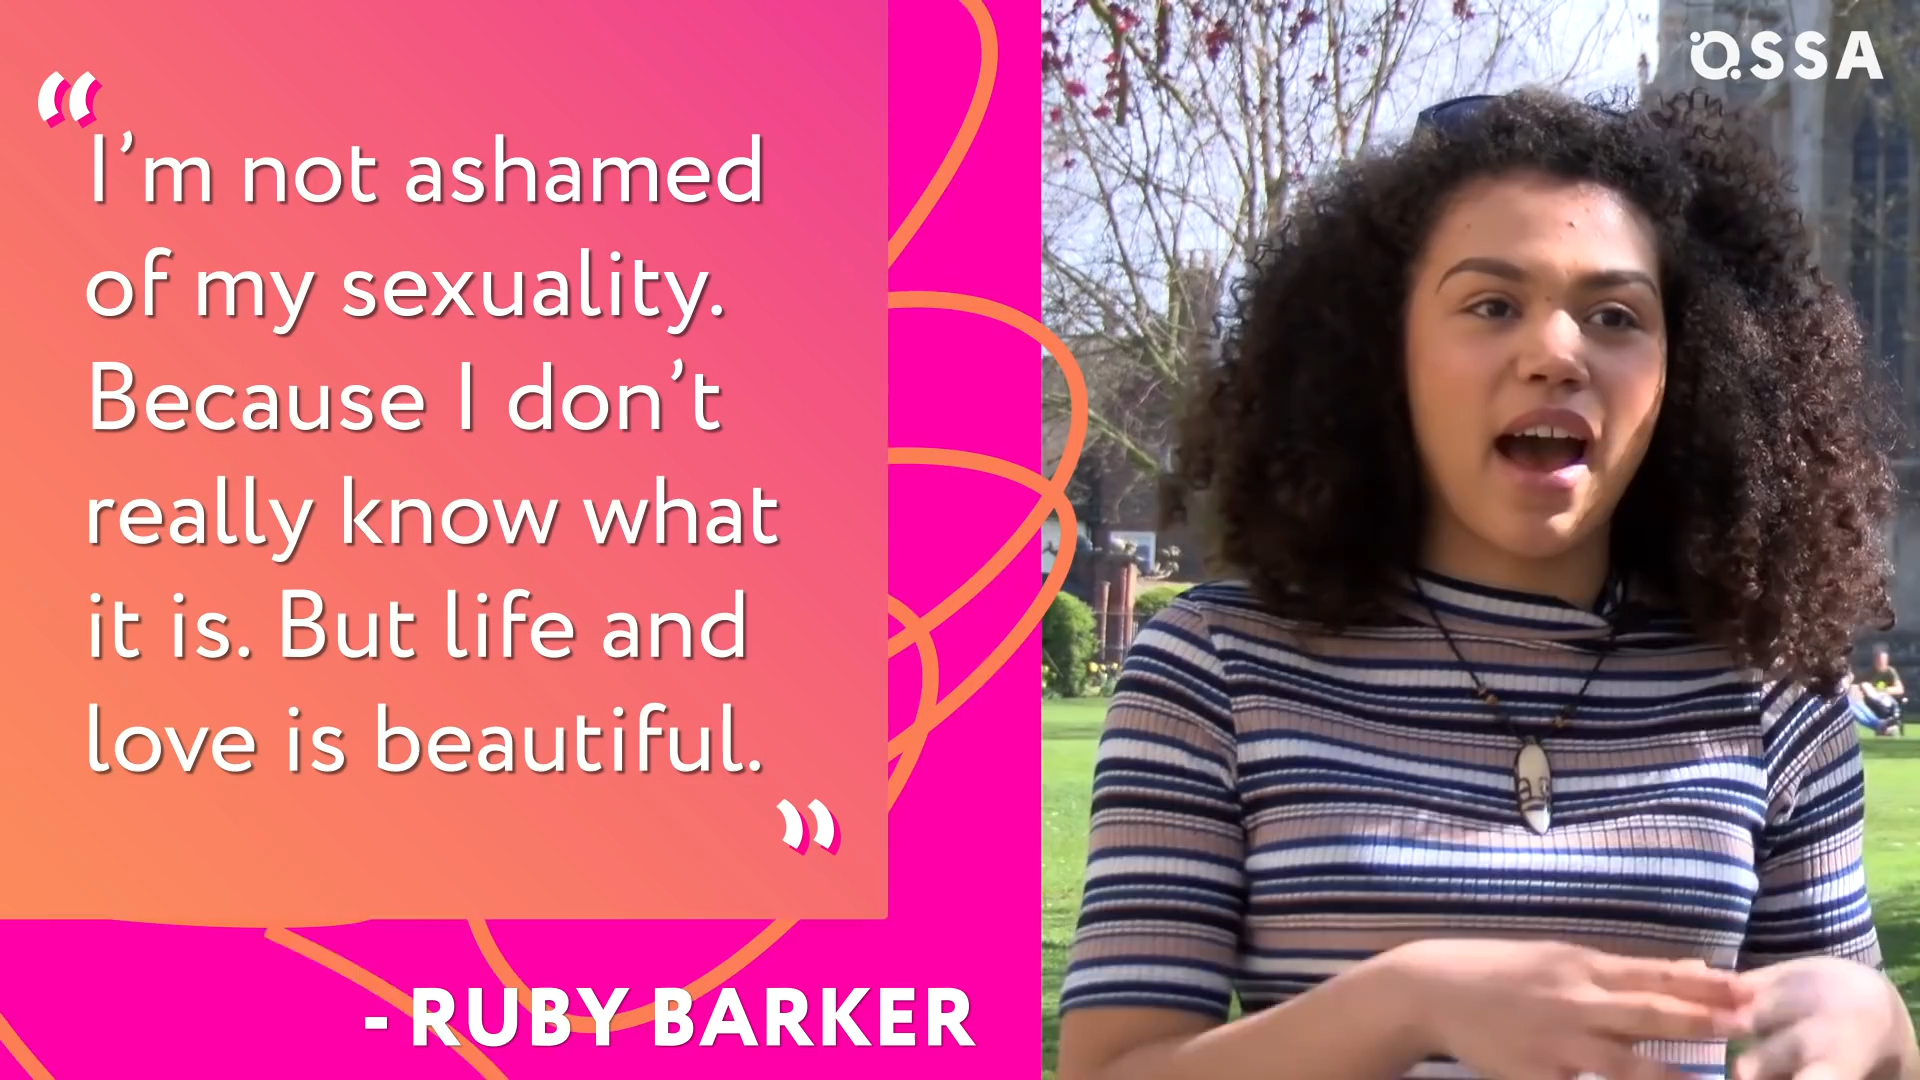 OSSA
“
I’m not ashamed
of my sexuality.
Because I don’t
really know what
it is. But life and
love is beautiful.
”
- RUBY BARKER